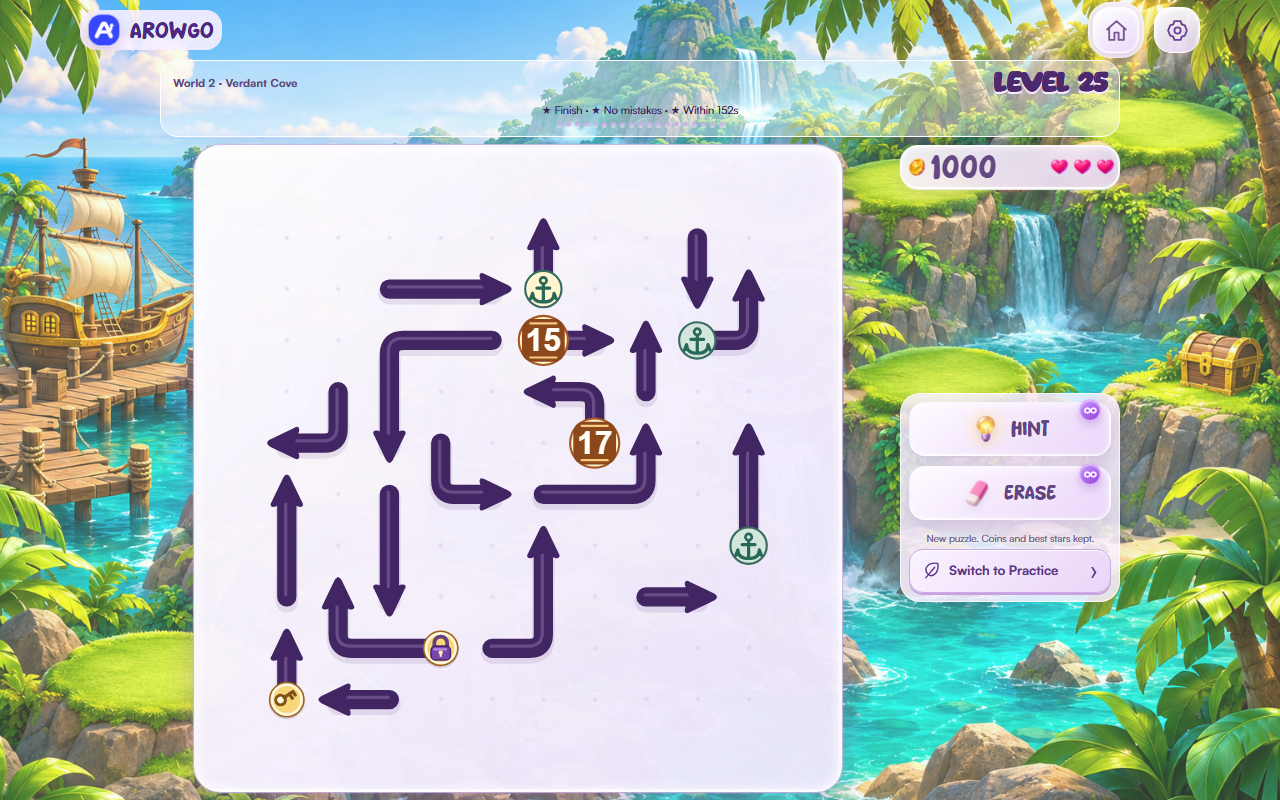 AROWGO
World 2 · Verdant Cove
LEVEL 25
★ Finish · ★ No mistakes · ★ Within 152s
1000
15
17
HINT
ERASE
New puzzle. Coins and best stars kept.
Switch to Practice